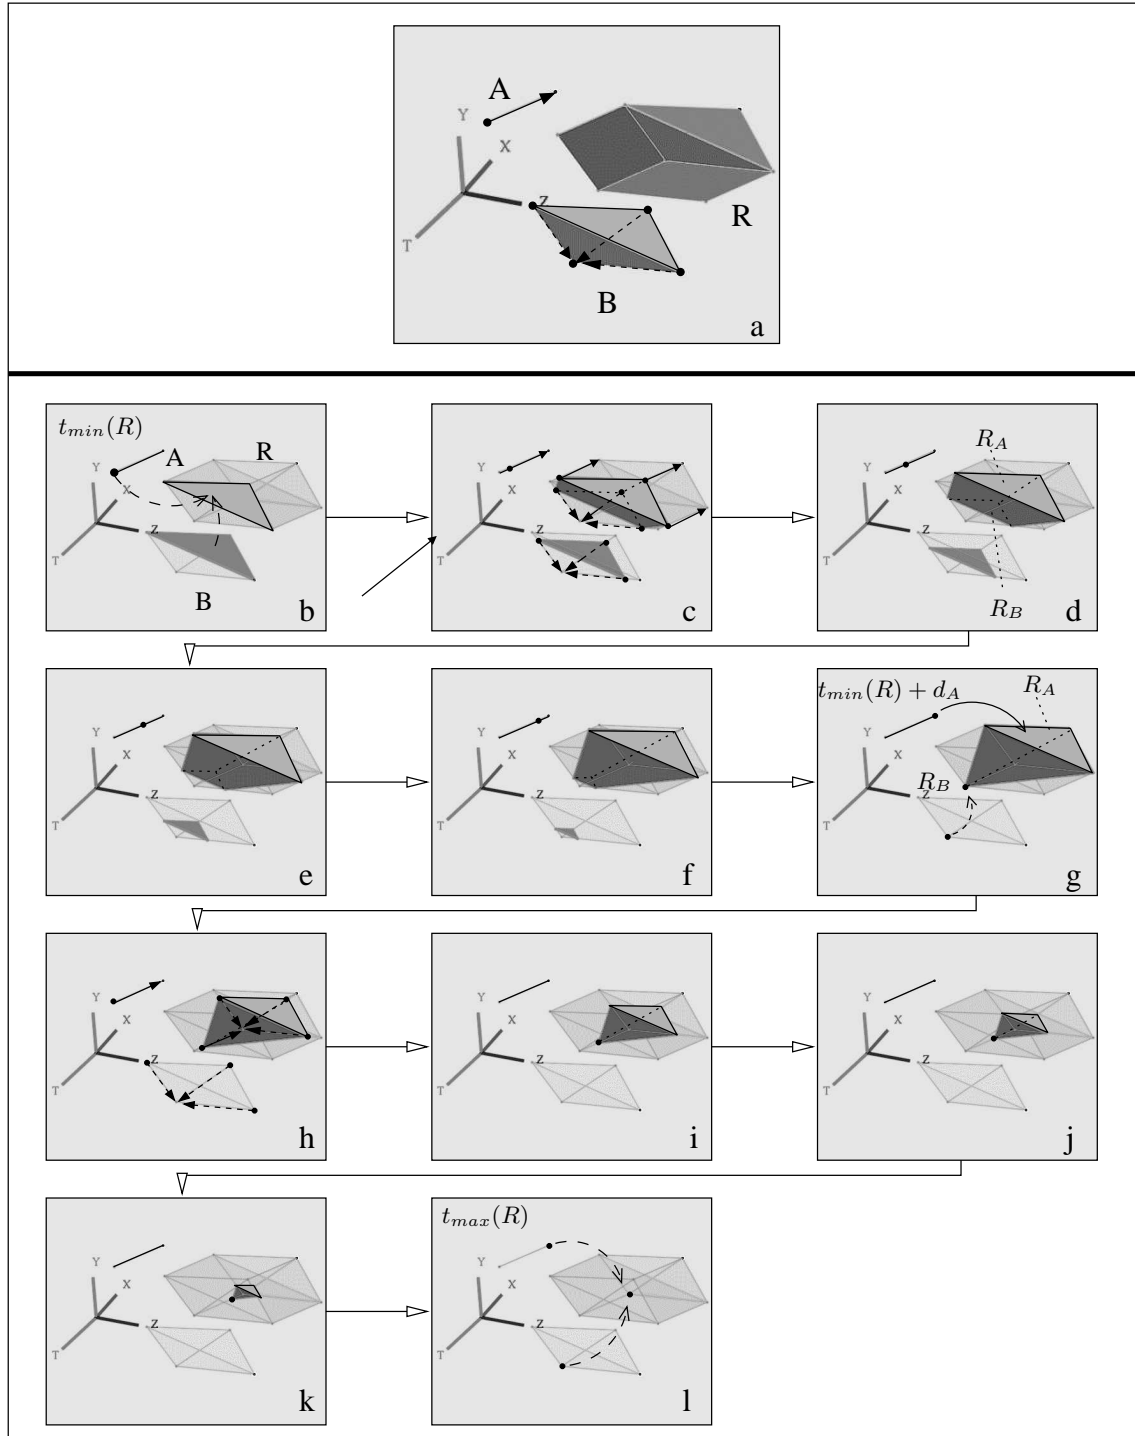 A
Y
X
Z
T
R
B
a
t_{min}(R)
A
R
Y
X
Z
T
B
b
Y
X
Z
T
c
R_A
Y
X
Z
T
R_B
d
Y
X
Z
T
e
Y
X
Z
T
f
t_{min}(R) + d_A
R_A
Y
X
R_B
Z
T
g
Y
X
Z
T
h
Y
X
Z
T
i
Y
X
Z
T
j
Y
X
Z
T
k
t_{max}(R)
Y
X
Z
T
l